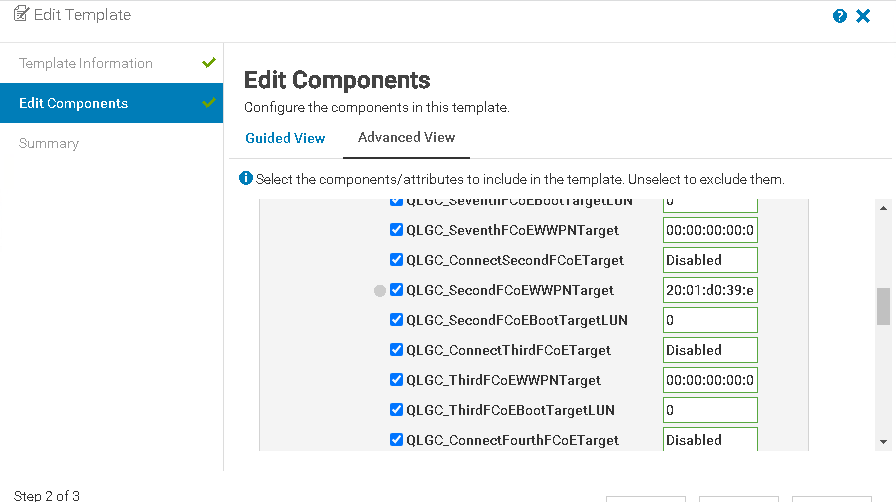 Edit Template
Template Information
Edit Components
Summary
Edit Components
Configure the components in this template.
Guided View
Advanced View
Select the components/attributes to include in the template. Unselect to exclude them.
QLGC_SeventhFCoEBootTargetLUN 0
QLGC_SeventhFCoEWWPNTarget 00:00:00:00:0
QLGC_ConnectSecondFCoETarget Disabled
QLGC_SecondFCoEWWPNTarget 20:01:d0:39:e
QLGC_SecondFCoEBootTargetLUN 0
QLGC_ConnectThirdFCoETarget Disabled
QLGC_ThirdFCoEWWPNTarget 00:00:00:00:0
QLGC_ThirdFCoEBootTargetLUN 0
QLGC_ConnectFourthFCoETarget Disabled
Step 2 of 3